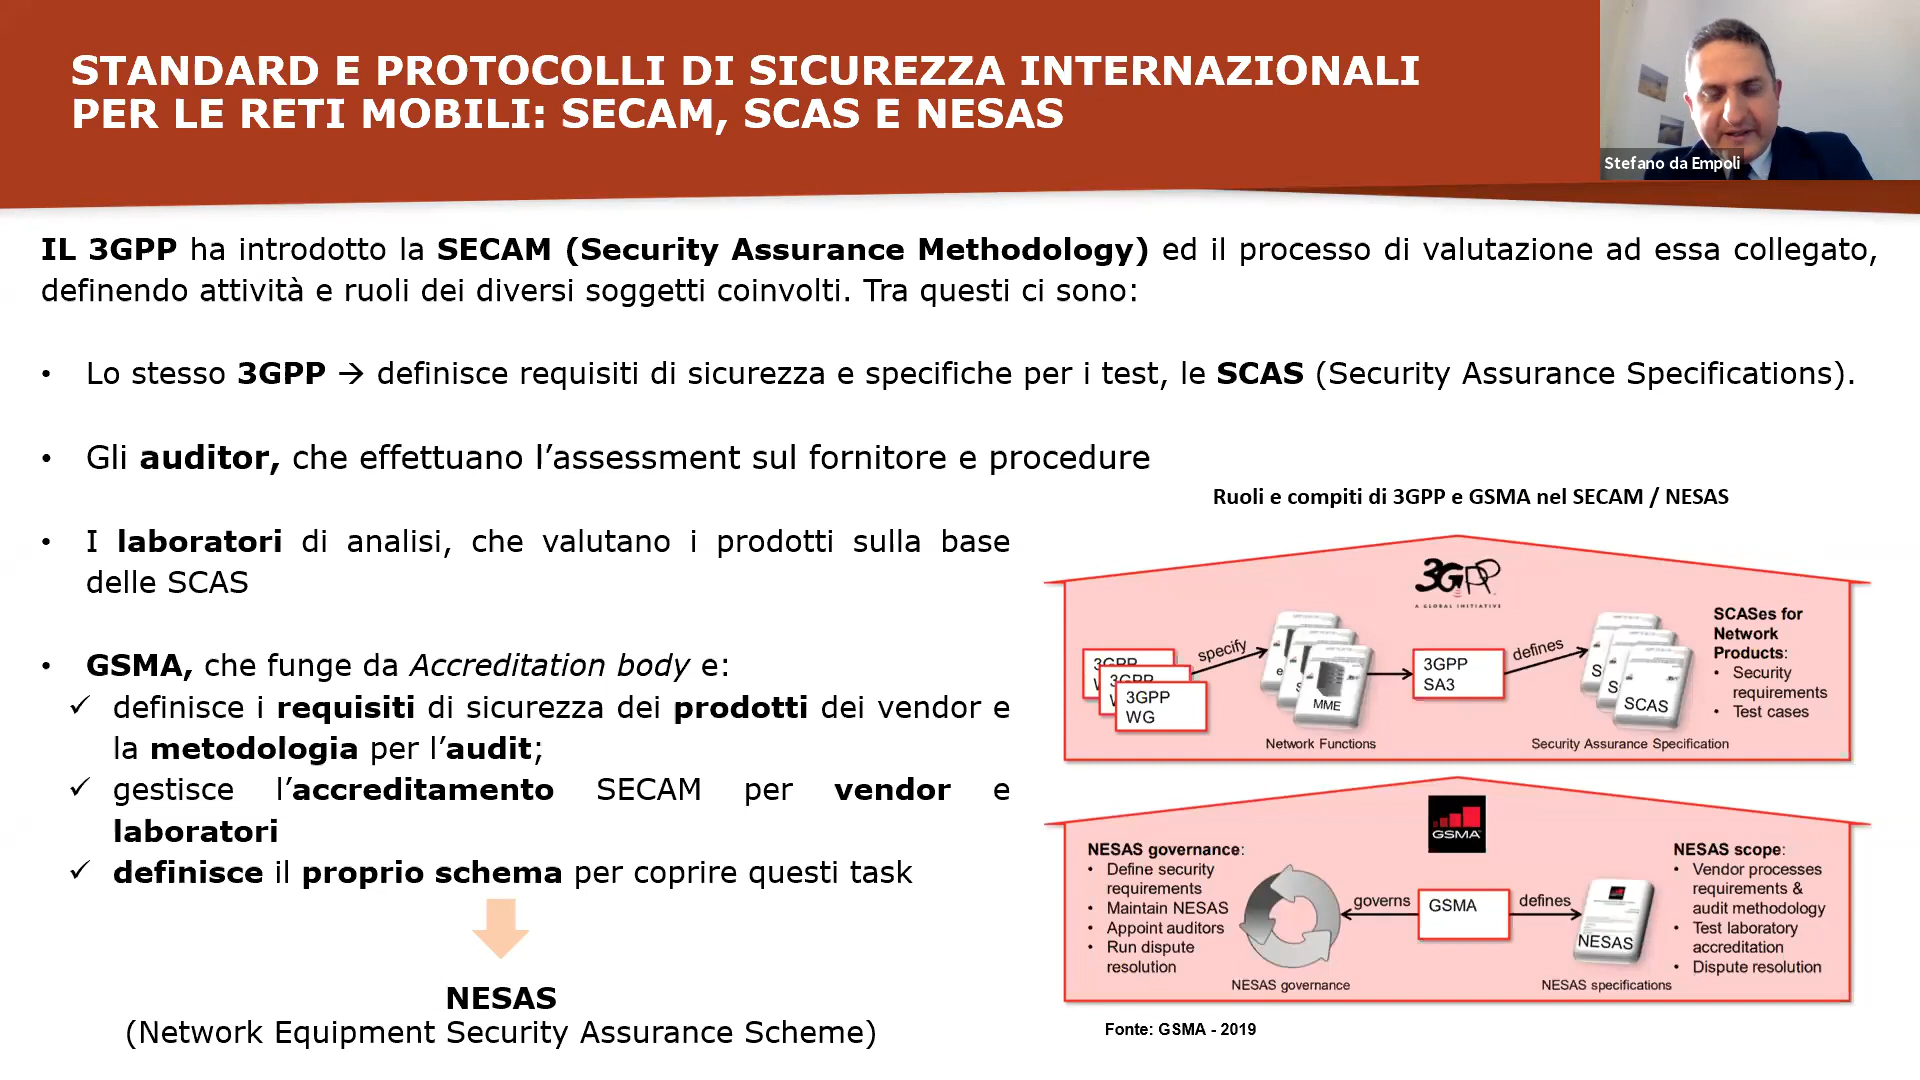 STANDARD E PROTOCOLLI DI SICUREZZA INTERNAZIONALI
PER LE RETI MOBILI: SECAM, SCAS E NESAS
Stefano da Empoli
IL 3GPP ha introdotto la SECAM (Security Assurance Methodology) ed il processo di valutazione ad essa collegato,
definendo attività e ruoli dei diversi soggetti coinvolti. Tra questi ci sono:
• Lo stesso 3GPP → definisce requisiti di sicurezza e specifiche per i test, le SCAS (Security Assurance Specifications).
• Gli auditor, che effettuano l’assessment sul fornitore e procedure
• I laboratori di analisi, che valutano i prodotti sulla base
delle SCAS
• GSMA, che funge da Accreditation body e:
✓ definisce i requisiti di sicurezza dei prodotti dei vendor e
la metodologia per l’audit;
✓ gestisce l’accreditamento SECAM per vendor e
laboratori
✓ definisce il proprio schema per coprire questi task
NESAS
(Network Equipment Security Assurance Scheme)
Ruoli e compiti di 3GPP e GSMA nel SECAM / NESAS
3GPP
A GLOBAL INITIATIVE
3GPP
3GPP
3GPP
WG
specify
MME
Network Functions
3GPP
SA3
defines
S
S
SCAS
Security Assurance Specification
SCASes for
Network
Products:
• Security
requirements
• Test cases
GSMA
NESAS governance:
• Define security
requirements
• Maintain NESAS
• Appoint auditors
• Run dispute
resolution
NESAS governance
governs
GSMA
defines
NESAS
NESAS specifications
NESAS scope:
• Vendor processes
requirements &
audit methodology
• Test laboratory
accreditation
• Dispute resolution
Fonte: GSMA - 2019